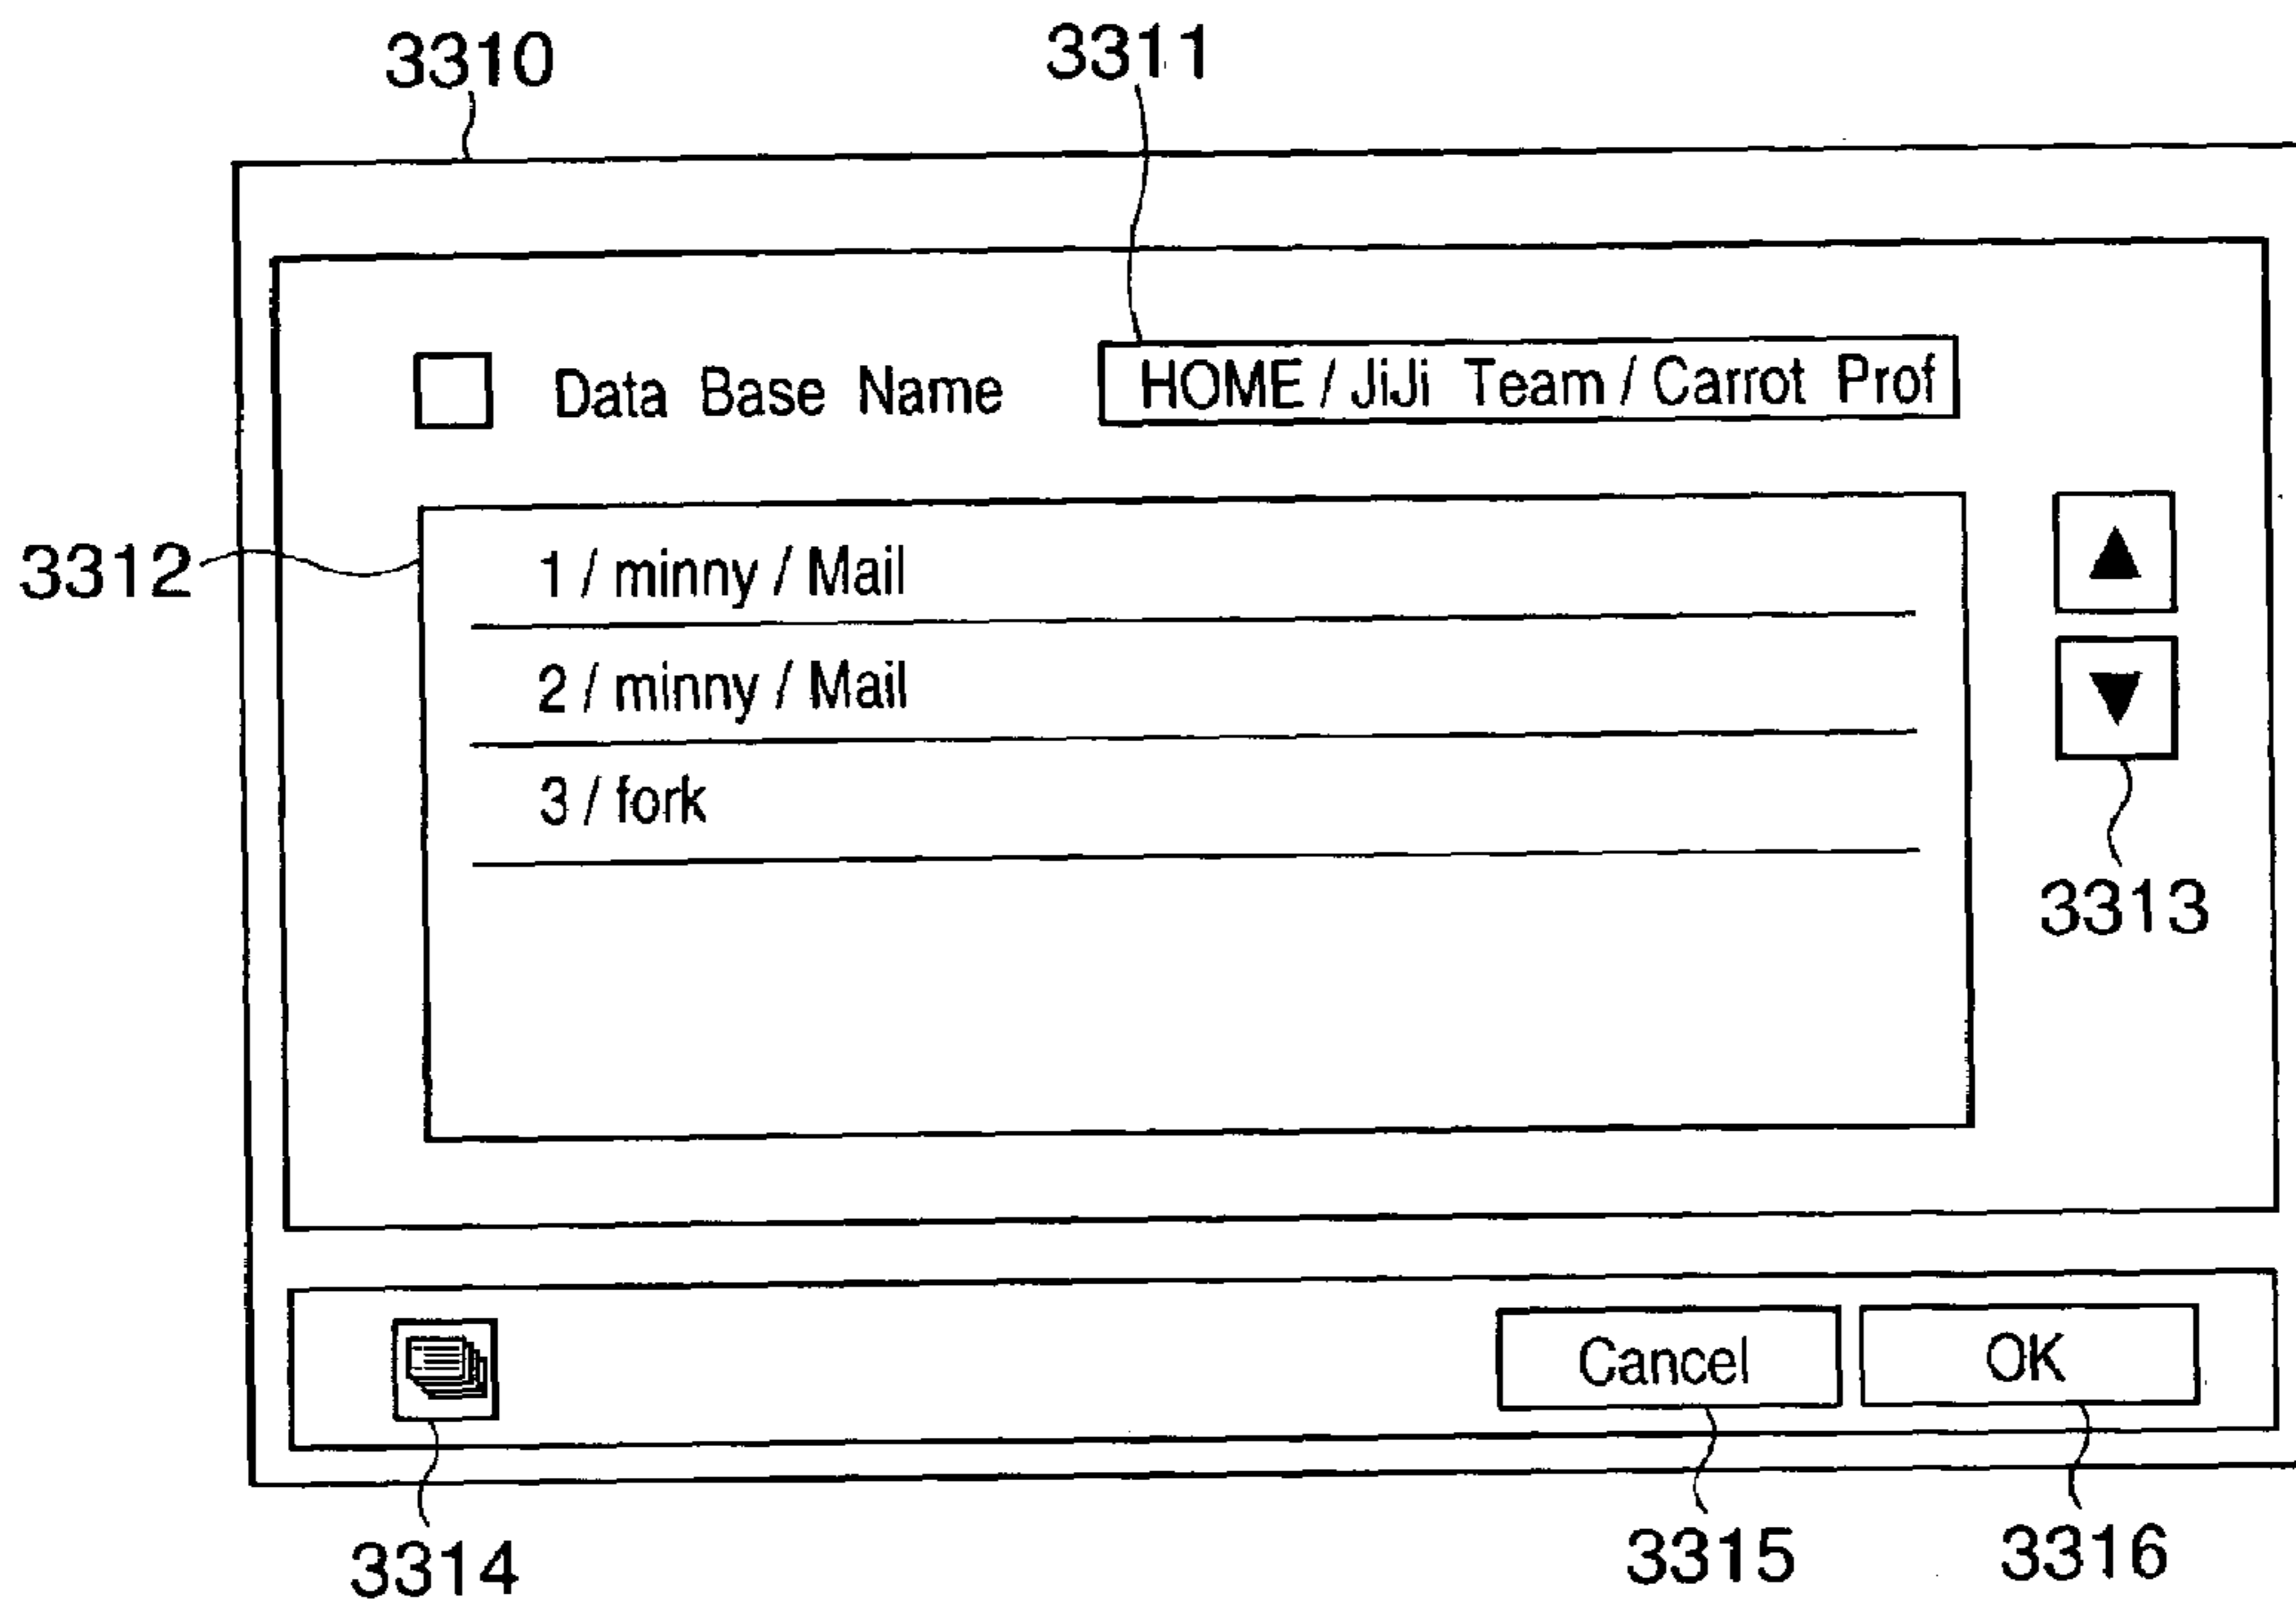 3310
3311
Data Base Name
HOME / JiJi Team / Carrot Prof
3312
1 / minny / Mail
2 / minny / Mail
3 / fork
3313
Cancel
OK
3314
3315
3316